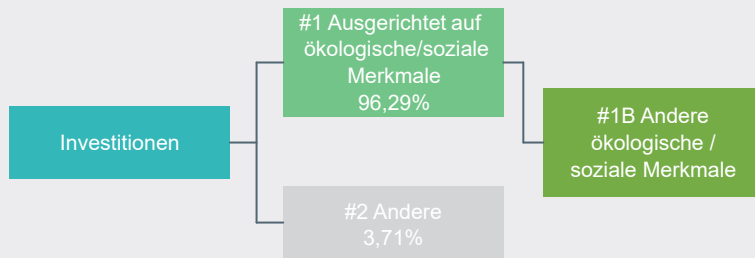 Investitionen
#1 Ausgerichtet auf
ökologische/soziale
Merkmale
96,29%
#2 Andere
3,71%
#1B Andere
ökologische /
soziale Merkmale